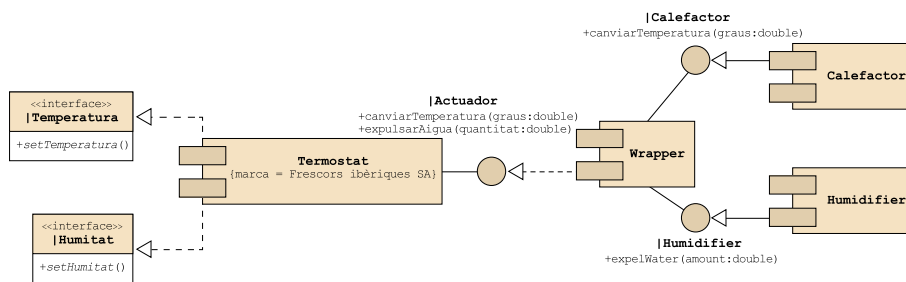 |Calefactor
+canviarTemperatura(graus:double)
Calefactor
<<interface>>
|Temperatura
+setTemperatura()
|Actuador
+canviarTemperatura(graus:double)
+expulsarAigua(quantitat:double)
Termostat
{marca = Frescors ibèriques SA}
Wrapper
Humidifier
<<interface>>
|Humitat
+setHumitat()
|Humidifier
+expelWater(amount:double)